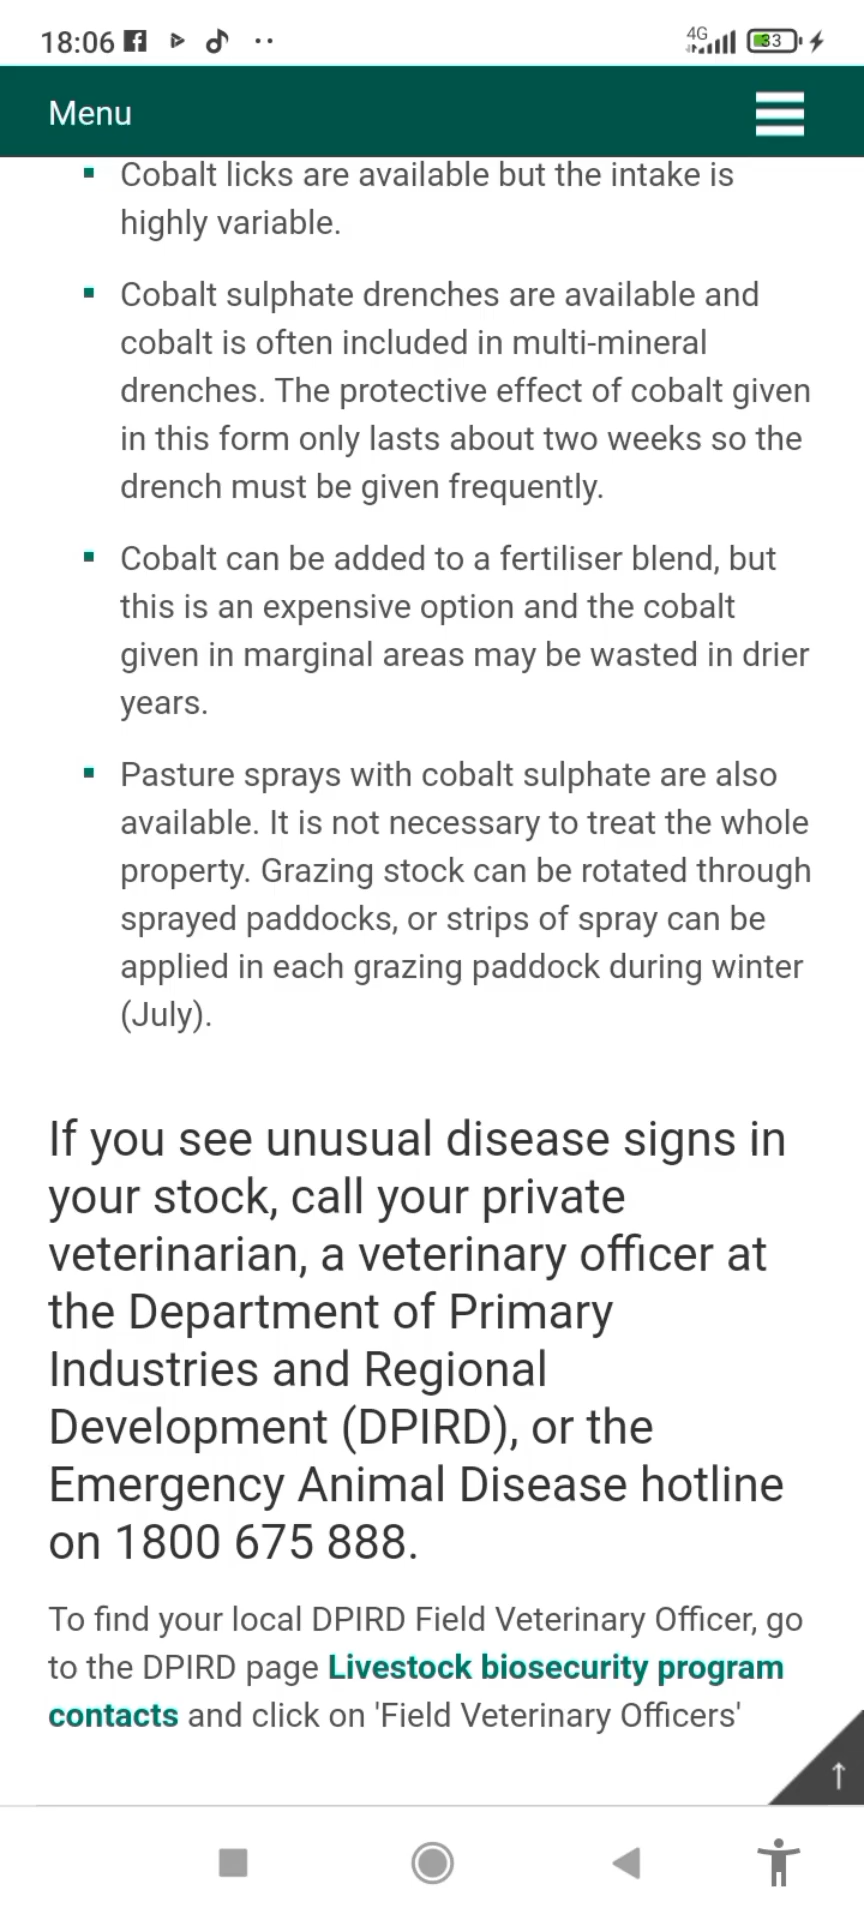 18:06
4G
33
Menu
Cobalt licks are available but the intake is
highly variable.
Cobalt sulphate drenches are available and
cobalt is often included in multi-mineral
drenches. The protective effect of cobalt given
in this form only lasts about two weeks so the
drench must be given frequently.
Cobalt can be added to a fertiliser blend, but
this is an expensive option and the cobalt
given in marginal areas may be wasted in drier
years.
Pasture sprays with cobalt sulphate are also
available. It is not necessary to treat the whole
property. Grazing stock can be rotated through
sprayed paddocks, or strips of spray can be
applied in each grazing paddock during winter
(July).
If you see unusual disease signs in
your stock, call your private
veterinarian, a veterinary officer at
the Department of Primary
Industries and Regional
Development (DPIRD), or the
Emergency Animal Disease hotline
on 1800 675 888.
To find your local DPIRD Field Veterinary Officer, go
to the DPIRD page Livestock biosecurity program
contacts and click on 'Field Veterinary Officers'